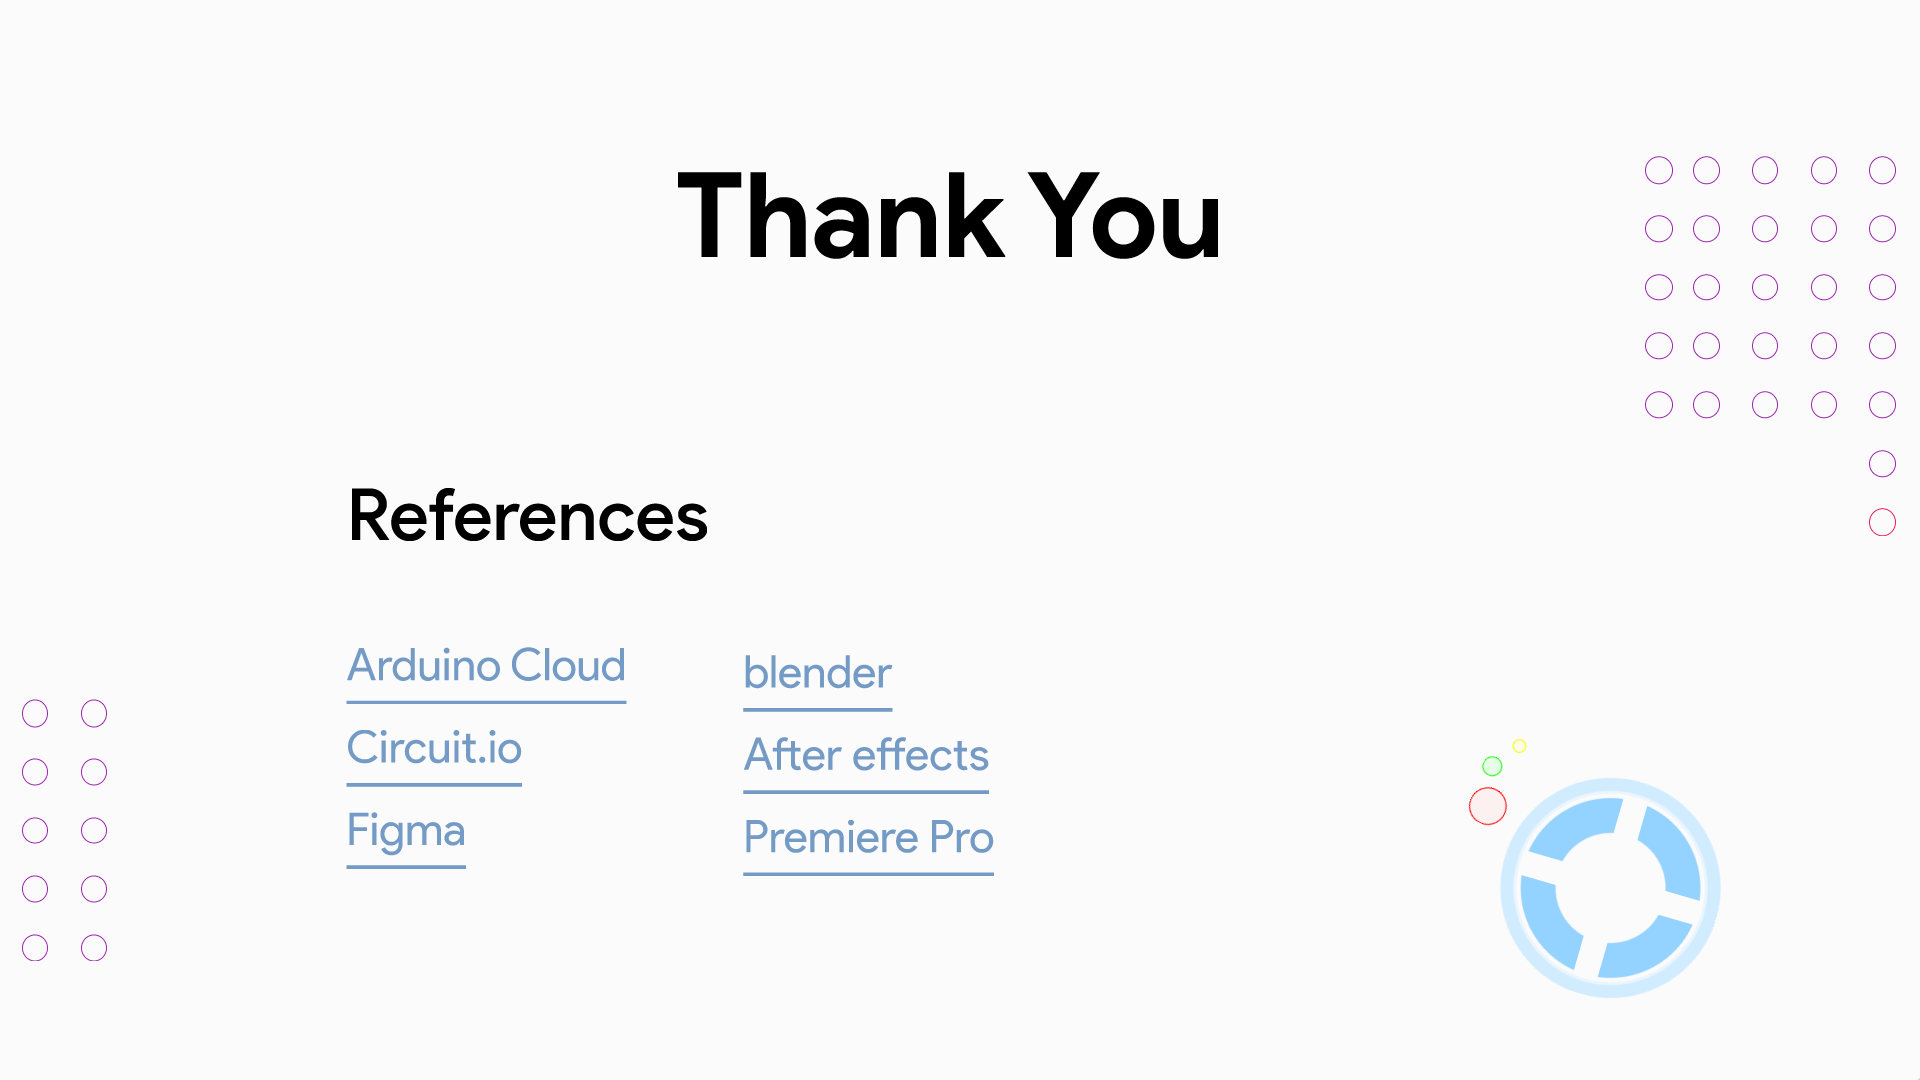 Thank You
References
Arduino Cloud
Circuit.io
Figma
blender
After effects
Premiere Pro